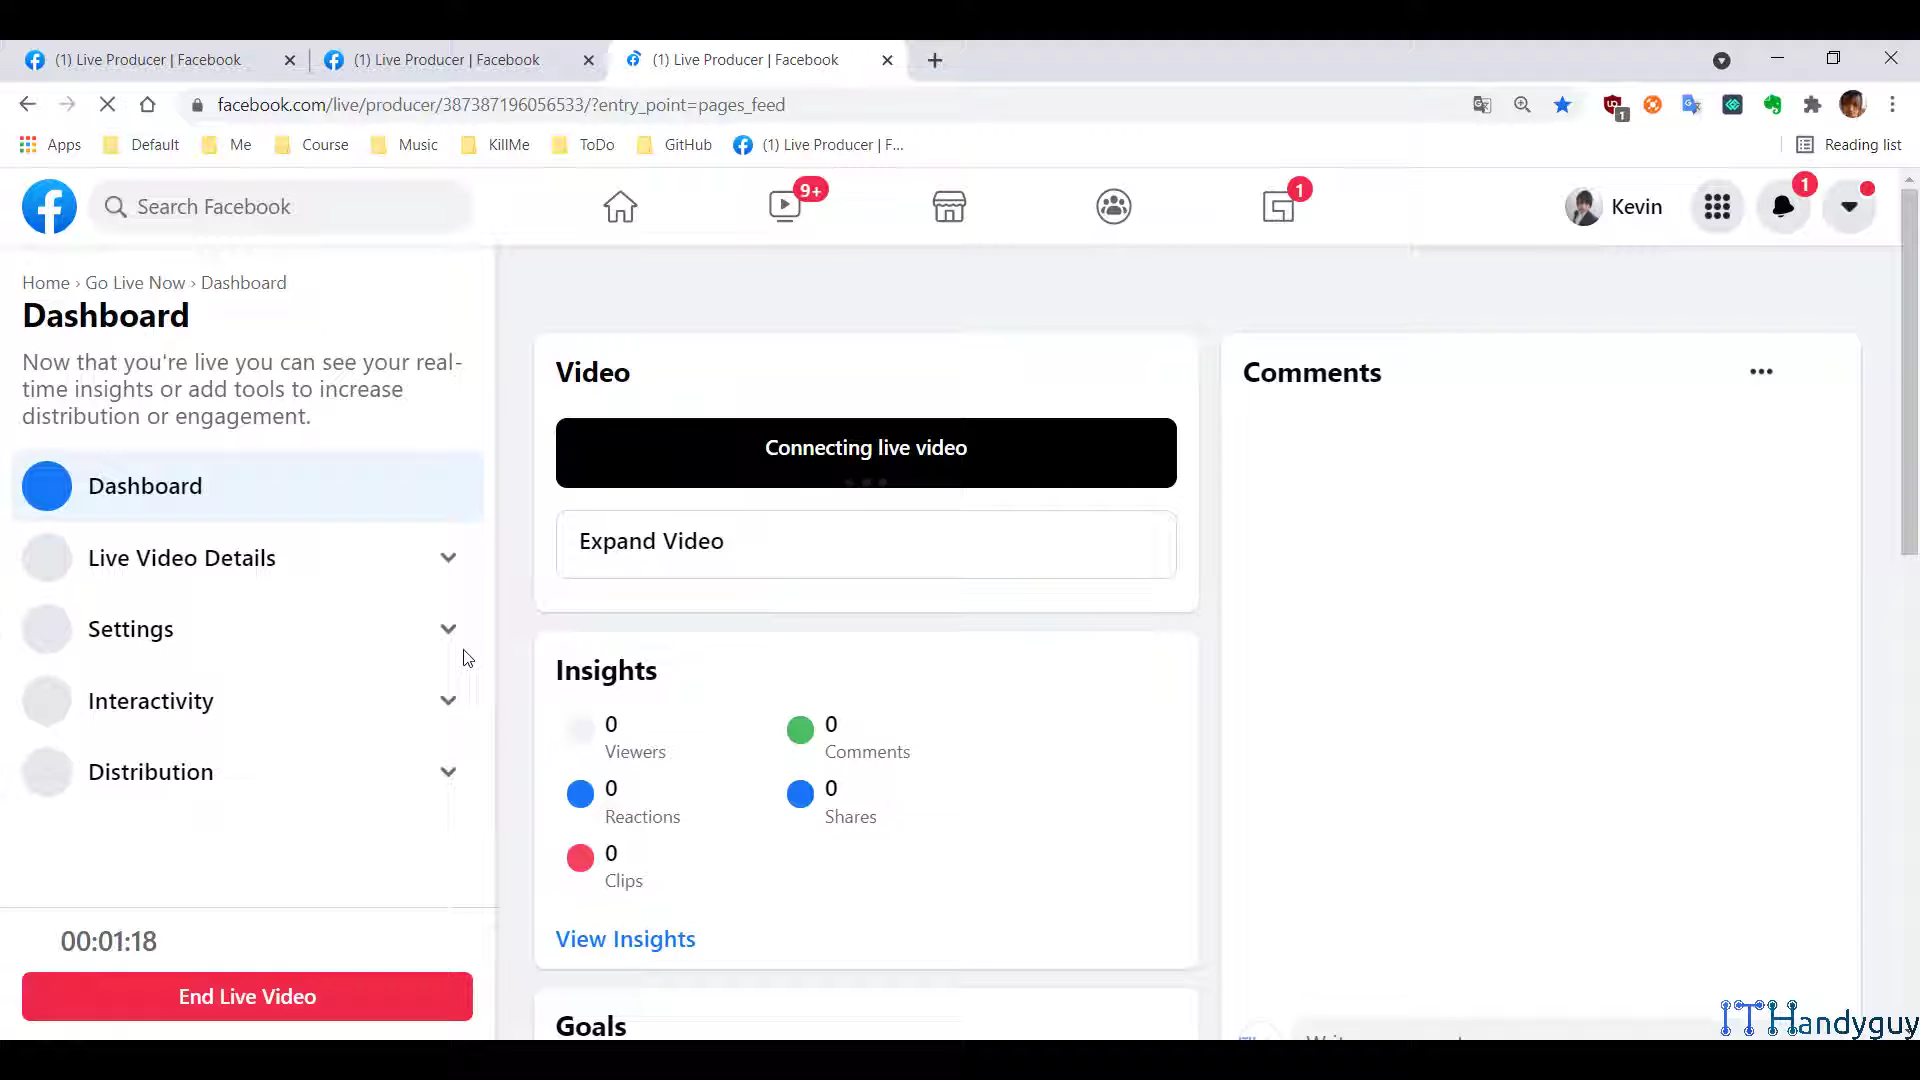 (1) Live Producer | Facebook
(1) Live Producer | Facebook
(1) Live Producer | Facebook
facebook.com/live/producer/387387196056533/?entry_point=pages_feed
1
Apps
Default
Me
Course
Music
KillMe
ToDo
GitHub
(1) Live Producer | F...
Reading list
Search Facebook
9+
1
Kevin
1
Home › Go Live Now › Dashboard
Dashboard
Now that you're live you can see your real-
time insights or add tools to increase
distribution or engagement.
Dashboard
Live Video Details
Settings
Interactivity
Distribution
00:01:18
End Live Video
Video
Connecting live video
Expand Video
Insights
0
Viewers
0
Comments
0
Reactions
0
Shares
0
Clips
View Insights
Goals
Comments
ITHandyguy